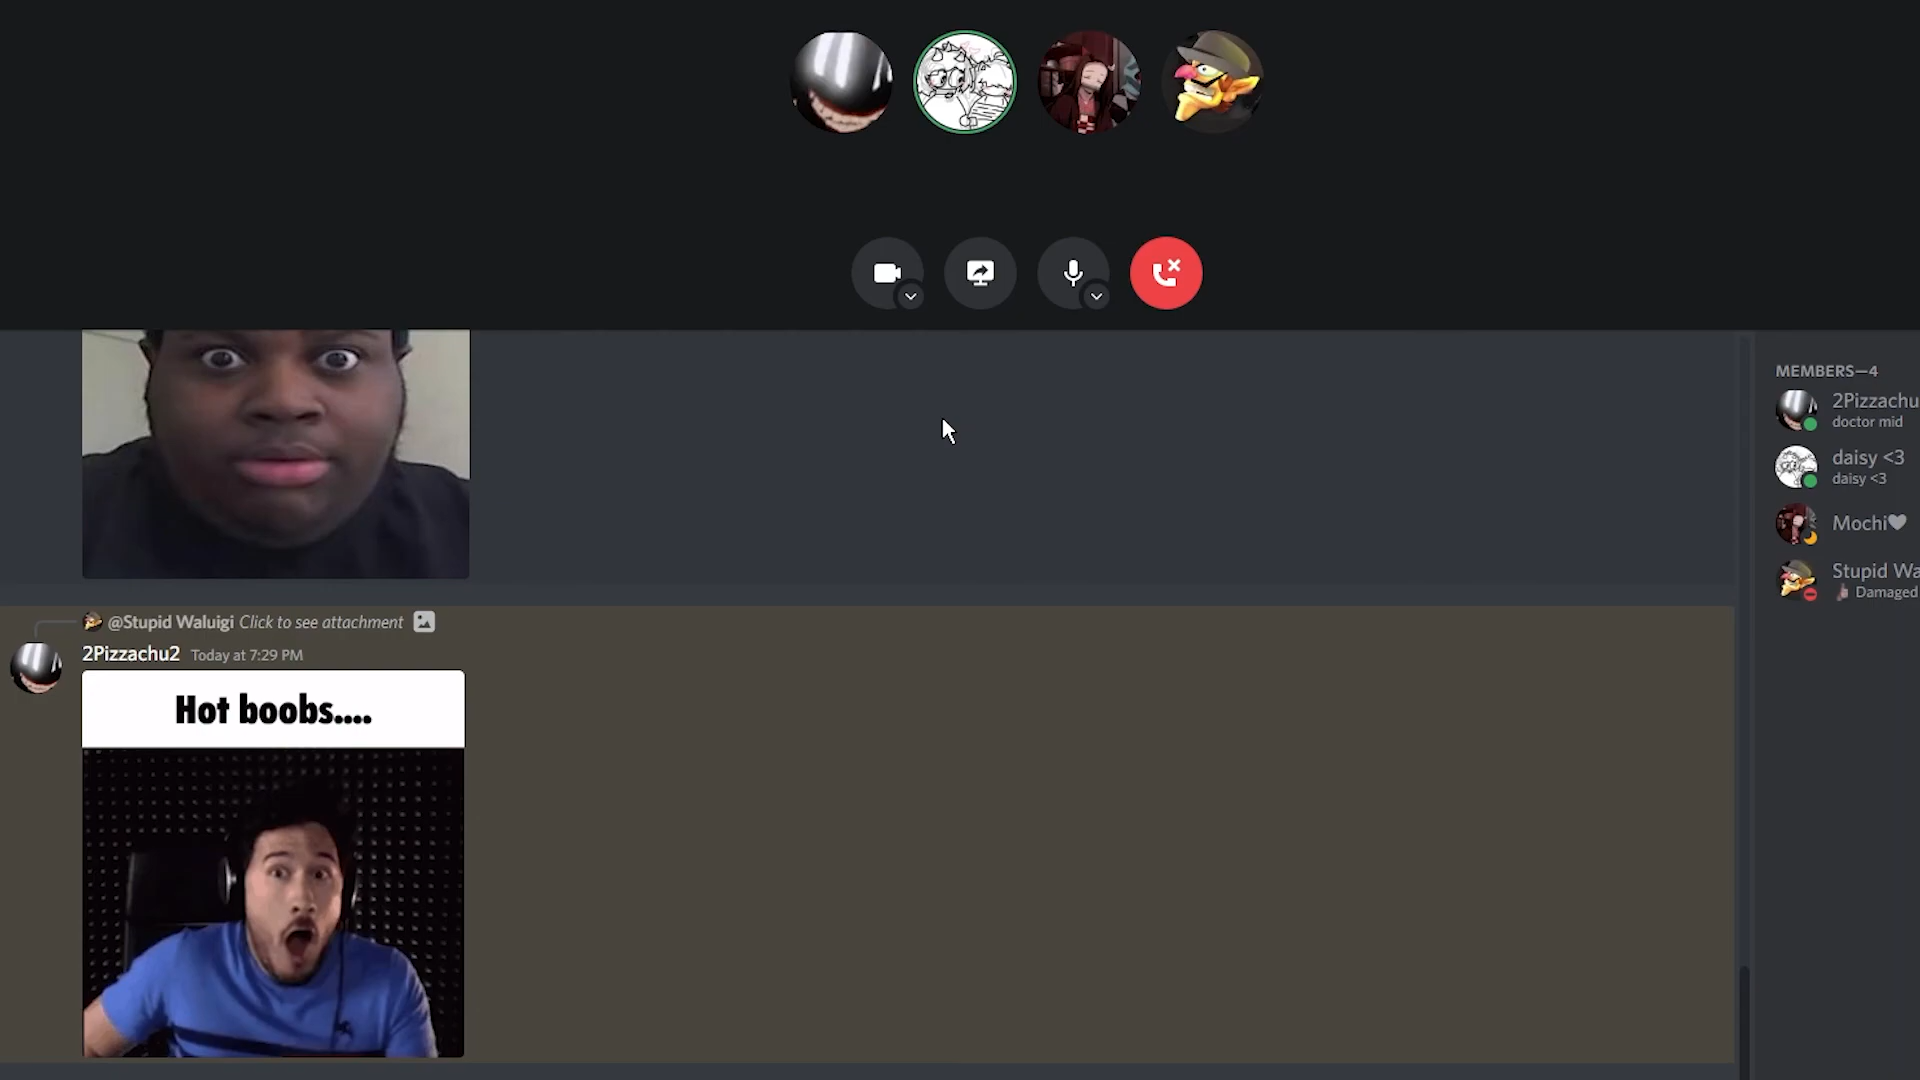 MEMBERS—4
2Pizzachu
doctor mid
daisy <3
daisy <3
Mochi🤍
Stupid Wa
Damaged
@Stupid Waluigi Click to see attachment
2Pizzachu2 Today at 7:29 PM
Hot boobs....